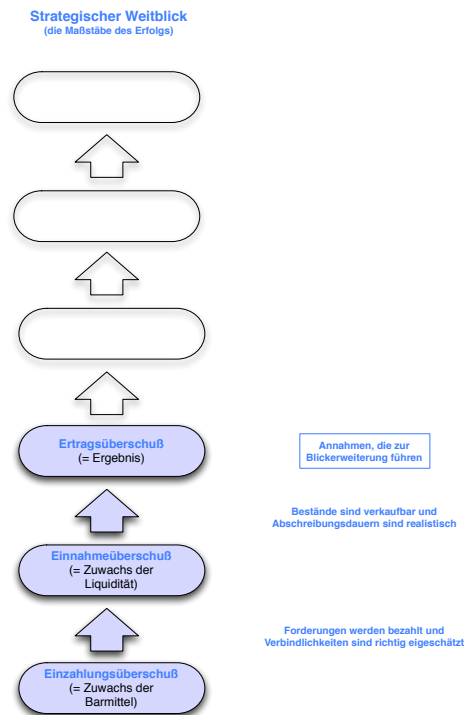 Strategischer Weitblick
(die Maßstäbe des Erfolgs)
Ertragsüberschuß
(= Ergebnis)
Annahmen, die zur
Blickerweiterung führen
Bestände sind verkaufbar und
Abschreibungsdauern sind realistisch
Einnahmeüberschuß
(= Zuwachs der
Liquidität)
Forderungen werden bezahlt und
Verbindlichkeiten sind richtig eigeschätzt
Einzahlungsüberschuß
(= Zuwachs der
Barmittel)